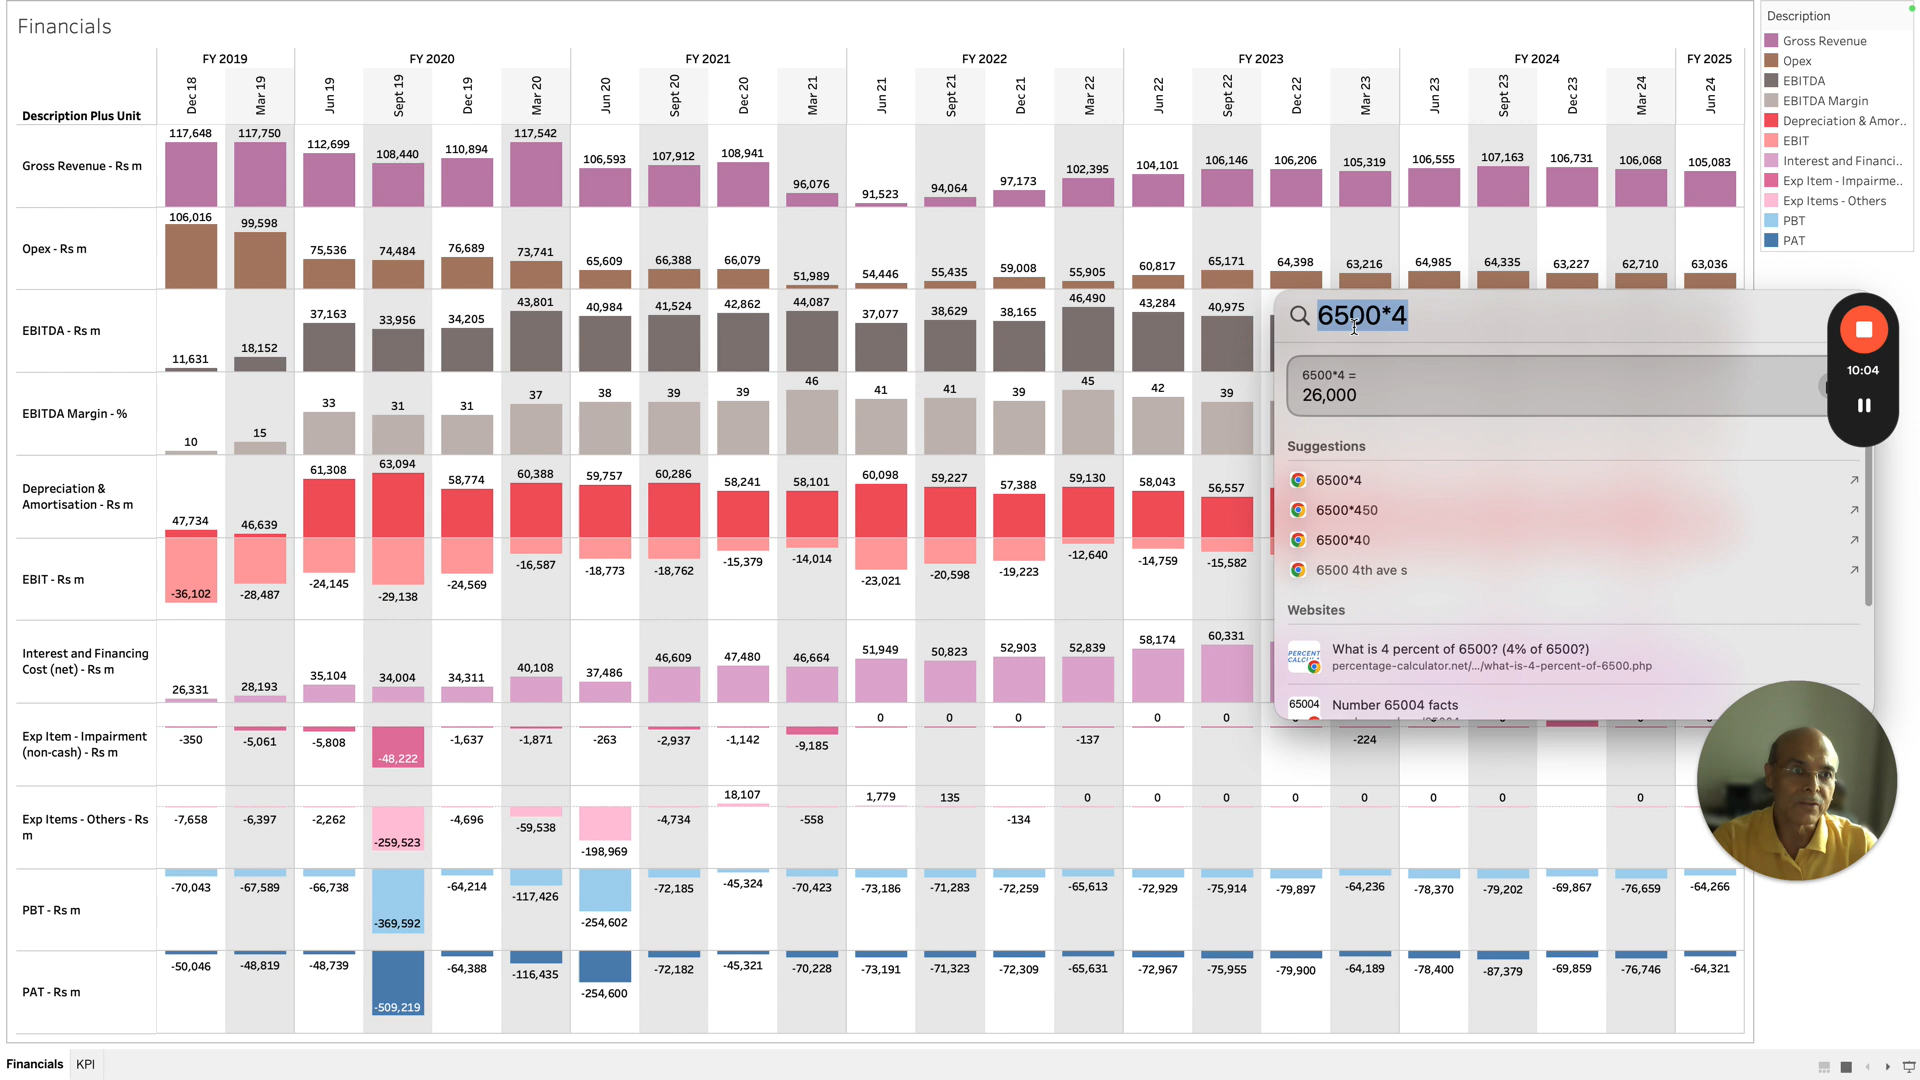 Financials
FY 2019 FY 2020 FY 2021 FY 2022 FY 2023 FY 2024 FY 2025
Description Plus Unit Dec 18 Mar 19 Jun 19 Sept 19 Dec 19 Mar 20 Jun 20 Sept 20 Dec 20 Mar 21 Jun 21 Sept 21 Dec 21 Mar 22 Jun 22 Sept 22 Dec 22 Mar 23 Jun 23 Sept 23 Dec 23 Mar 24 Jun 24
Gross Revenue - Rs m 117,648 117,750 112,699 108,440 110,894 117,542 106,593 107,912 108,941 96,076 91,523 94,064 97,173 102,395 104,101 106,146 106,206 105,319 106,555 107,163 106,731 106,068 105,083
Opex - Rs m 106,016 99,598 75,536 74,484 76,689 73,741 65,609 66,388 66,079 51,989 54,446 55,435 59,008 55,905 60,817 65,171 64,398 63,216 64,985 64,335 63,227 62,710 63,036
EBITDA - Rs m 11,631 18,152 37,163 33,956 34,205 43,801 40,984 41,524 42,862 44,087 37,077 38,629 38,165 46,490 43,284 40,975
EBITDA Margin - % 10 15 33 31 31 37 38 39 39 46 41 41 39 45 42 39
Depreciation &
Amortisation - Rs m 47,734 46,639 61,308 63,094 58,774 60,388 59,757 60,286 58,241 58,101 60,098 59,227 57,388 59,130 58,043 56,557
EBIT - Rs m -36,102 -28,487 -24,145 -29,138 -24,569 -16,587 -18,773 -18,762 -15,379 -14,014 -23,021 -20,598 -19,223 -12,640 -14,759 -15,582
Interest and Financing
Cost (net) - Rs m 26,331 28,193 35,104 34,004 34,311 40,108 37,486 46,609 47,480 46,664 51,949 50,823 52,903 52,839 58,174 60,331
Exp Item - Impairment
(non-cash) - Rs m -350 -5,061 -5,808 -48,222 -1,637 -1,871 -263 -2,937 -1,142 -9,185 0 0 0 -137 0 0 -224
Exp Items - Others - Rs
m -7,658 -6,397 -2,262 -259,523 -4,696 -59,538 -198,969 -4,734 18,107 -558 1,779 135 -134 0 0 0 0 0 0 0 0
PBT - Rs m -70,043 -67,589 -66,738 -369,592 -64,214 -117,426 -254,602 -72,185 -45,324 -70,423 -73,186 -71,283 -72,259 -65,613 -72,929 -75,914 -79,897 -64,236 -78,370 -79,202 -69,867 -76,659 -64,266
PAT - Rs m -50,046 -48,819 -48,739 -509,219 -64,388 -116,435 -254,600 -72,182 -45,321 -70,228 -73,191 -71,323 -72,309 -65,631 -72,967 -75,955 -79,900 -64,189 -78,400 -87,379 -69,859 -76,746 -64,321
Description
Gross Revenue
Opex
EBITDA
EBITDA Margin
Depreciation & Amor..
EBIT
Interest and Financi..
Exp Item - Impairme..
Exp Items - Others
PBT
PAT
6500*4
6500*4 =
26,000
Suggestions
6500*4
6500*450
6500*40
6500 4th ave s
Websites
PERCENT
What is 4 percent of 6500? (4% of 6500?)
percentage-calculator.net/.../what-is-4-percent-of-6500.php
65004
Number 65004 facts
10:04
Financials KPI